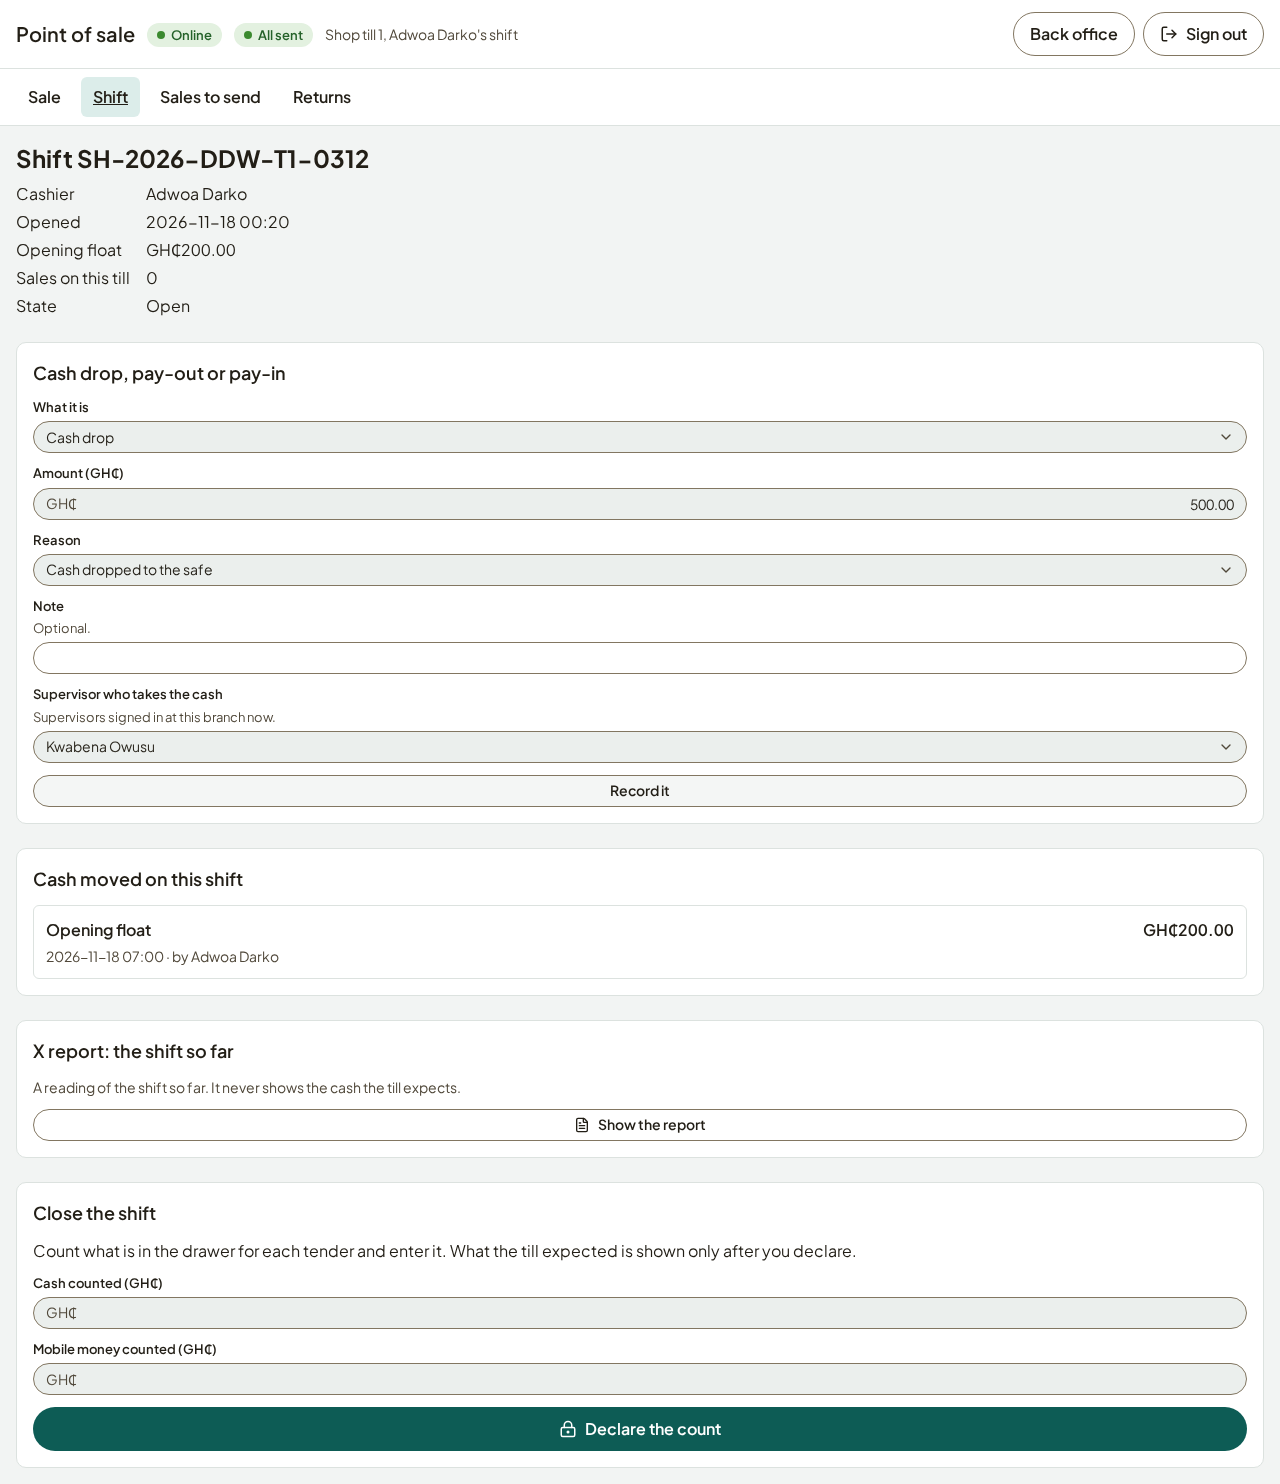 Point of sale
Online
All sent
Shop till 1, Adwoa Darko's shift
Back office
Sign out
Sale
Shift
Sales to send
Returns
Shift SH-2026-DDW-T1-0312
Cashier Adwoa Darko
Opened 2026-11-18 00:20
Opening float GH₵200.00
Sales on this till 0
State Open
Cash drop, pay-out or pay-in
What it is
Cash drop
Amount (GH₵)
GH₵ 500.00
Reason
Cash dropped to the safe
Note
Optional.
Supervisor who takes the cash
Supervisors signed in at this branch now.
Kwabena Owusu
Record it
Cash moved on this shift
Opening float GH₵200.00
2026-11-18 07:00 · by Adwoa Darko
X report: the shift so far
A reading of the shift so far. It never shows the cash the till expects.
Show the report
Close the shift
Count what is in the drawer for each tender and enter it. What the till expected is shown only after you declare.
Cash counted (GH₵)
GH₵
Mobile money counted (GH₵)
GH₵
Declare the count